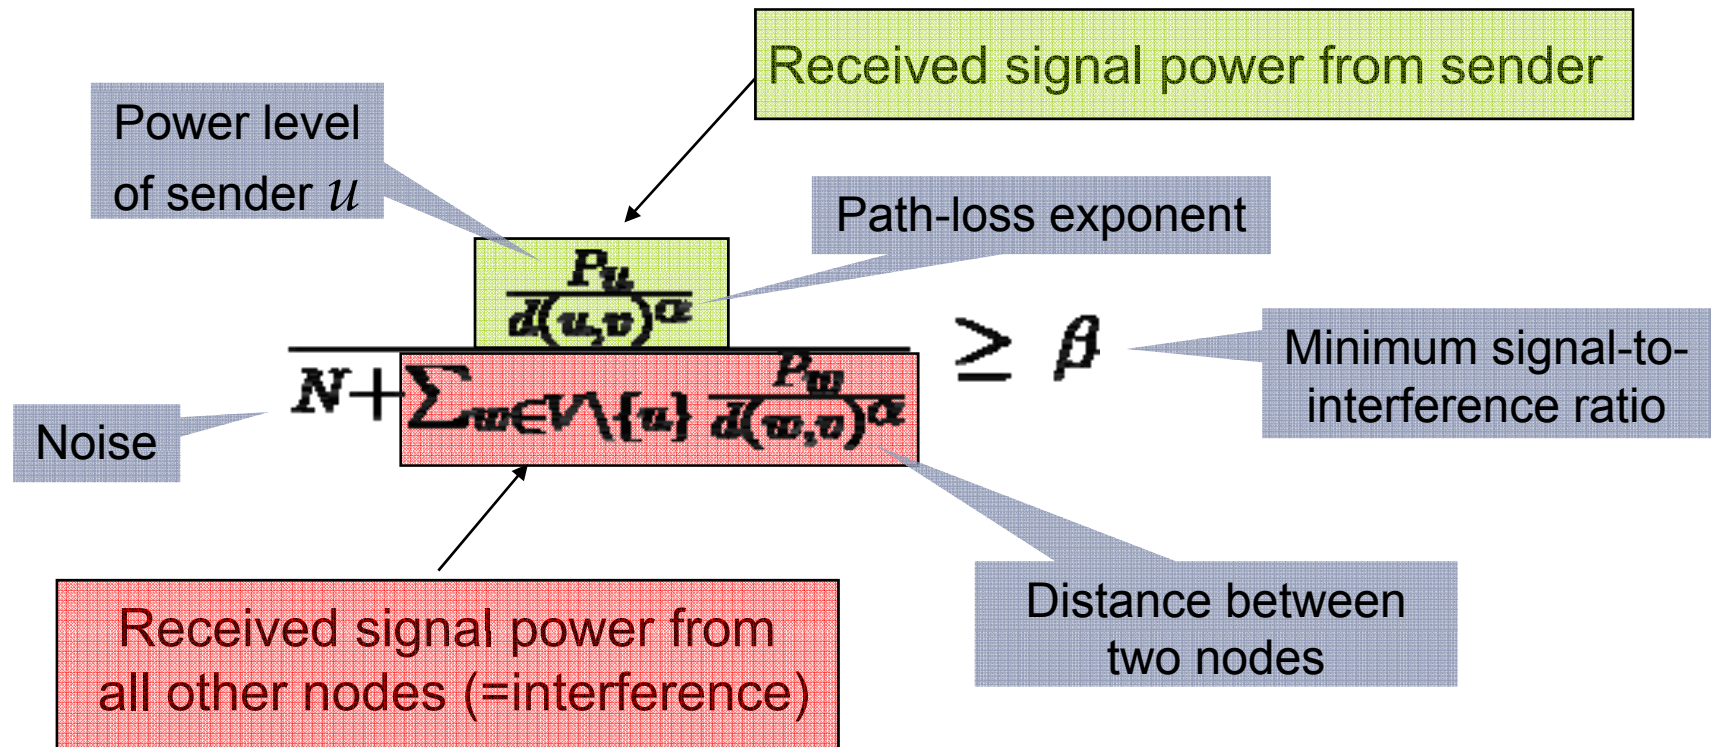 Received signal power from sender
Power level
of sender u
Path-loss exponent
P_u
d(u,v)^α
≥ β
N+∑_{w∈V\{u}} P_w
d(w,v)^α
Minimum signal-to-
interference ratio
Noise
Distance between
two nodes
Received signal power from
all other nodes (=interference)